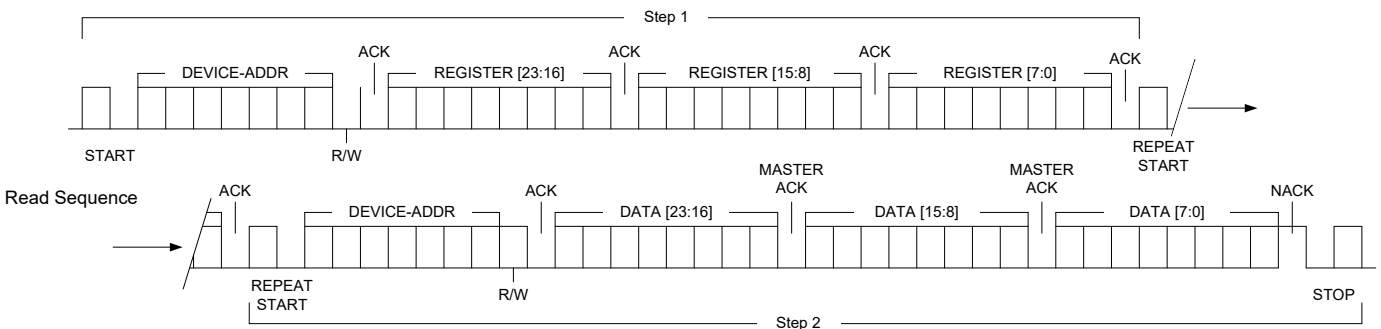 Step 1
ACK ACK ACK ACK
DEVICE-ADDR REGISTER [23:16] REGISTER [15:8] REGISTER [7:0]
START R/W REPEAT
START
Read Sequence
ACK ACK MASTER
ACK MASTER
ACK NACK
DEVICE-ADDR DATA [23:16] DATA [15:8] DATA [7:0]
REPEAT
START R/W STOP
Step 2